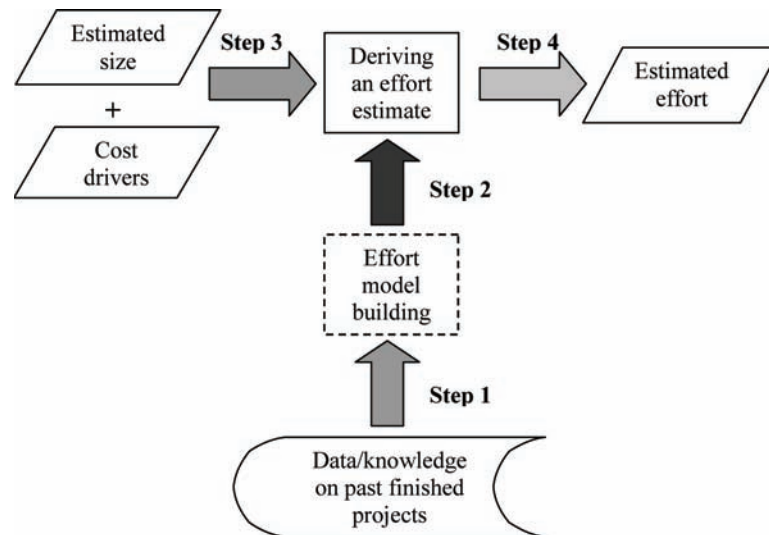 Estimated
size
+
Cost
drivers
Step 3
Deriving
an effort
estimate
Step 4
Estimated
effort
Step 2
Effort
model
building
Step 1
Data/knowledge
on past finished
projects